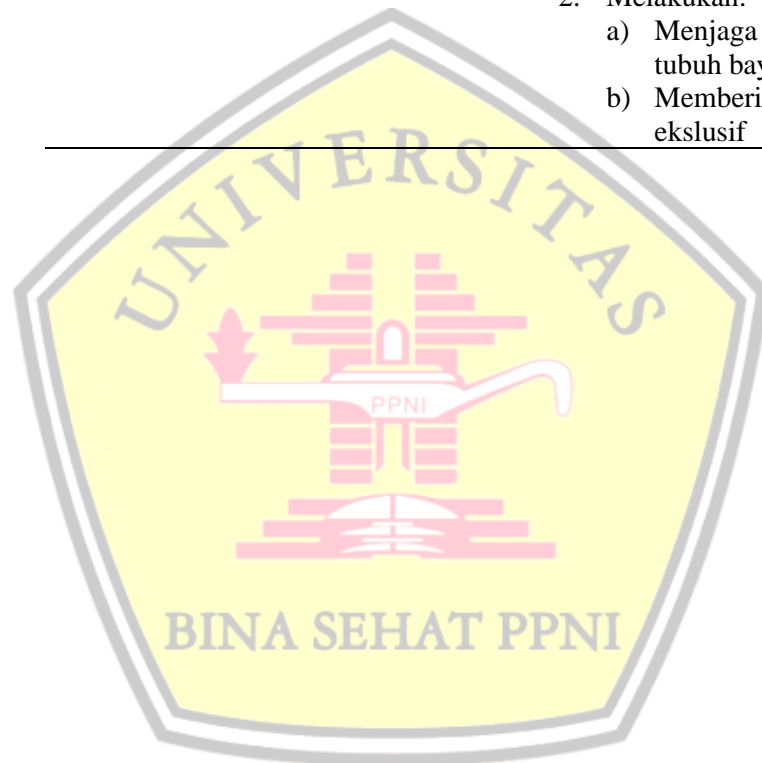 2. Melakukan:
a) Menjaga
tubuh bay
b) Memberi
ekslusif
UNIVERSITAS
PPNI
BINA SEHAT PPNI